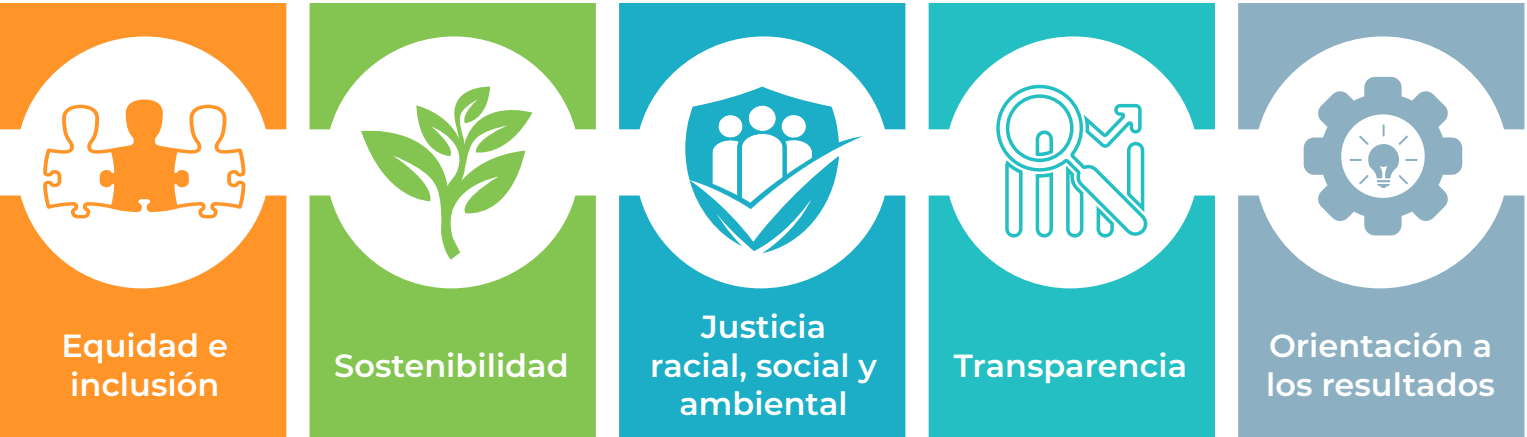 Equidad e
inclusión
Sostenibilidad
Justicia
racial, social y
ambiental
Transparencia
Orientación a
los resultados